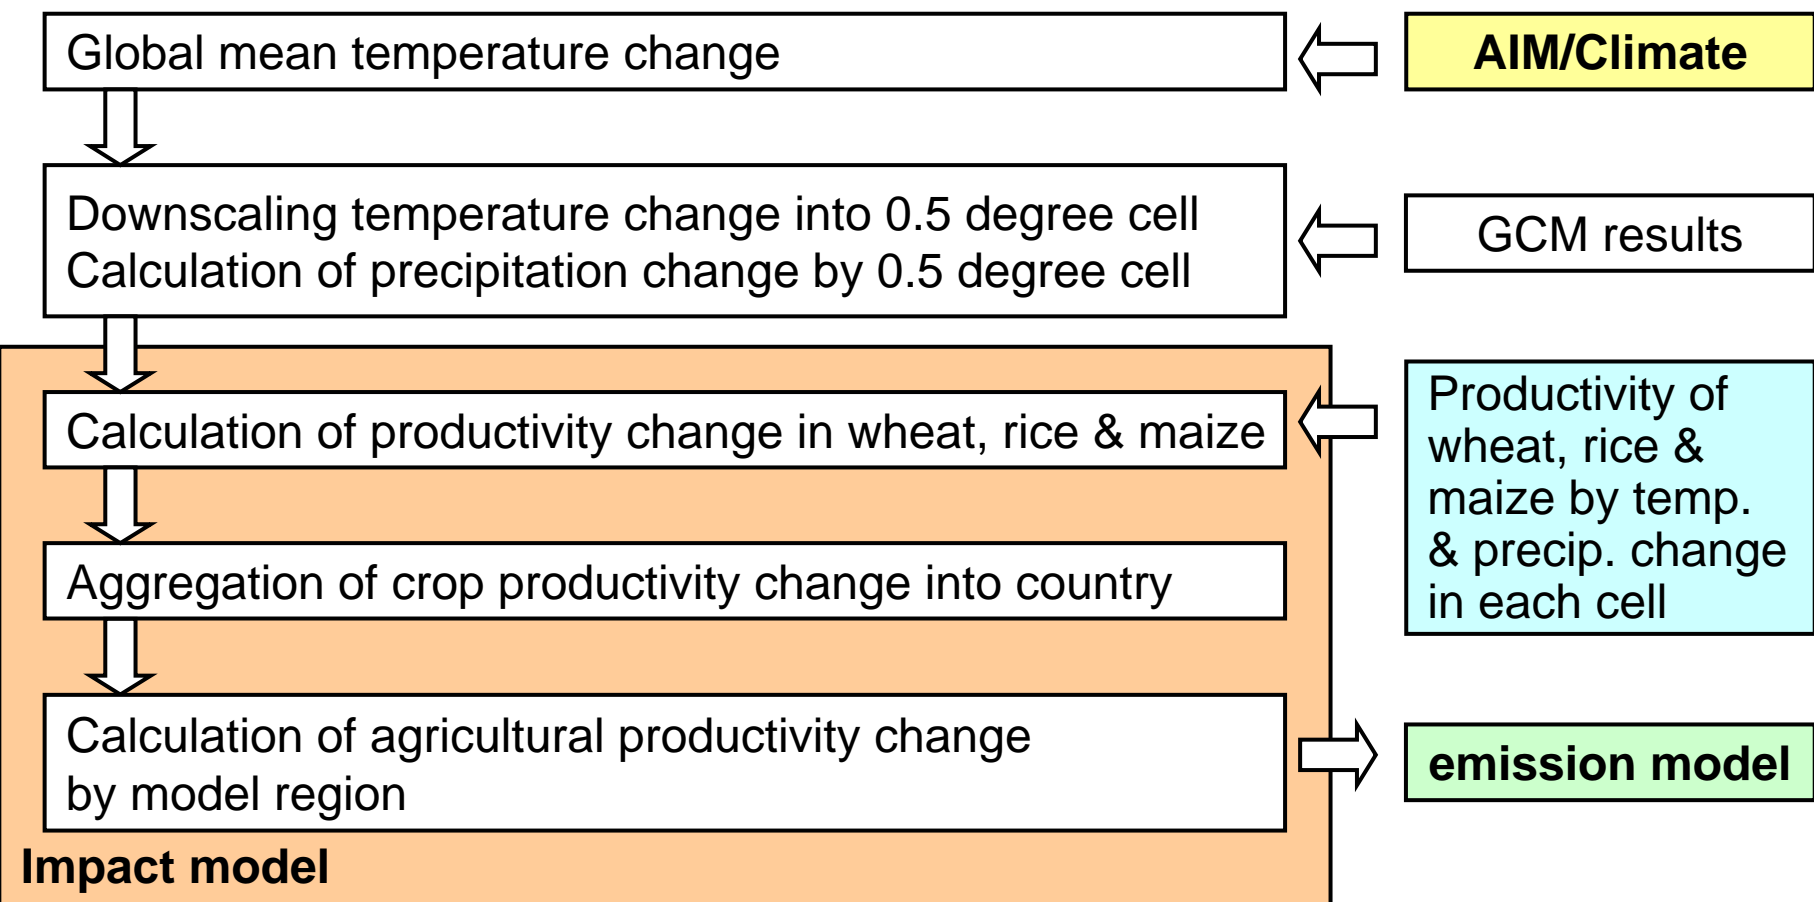 Global mean temperature change
AIM/Climate
Downscaling temperature change into 0.5 degree cell
Calculation of precipitation change by 0.5 degree cell
GCM results
Calculation of productivity change in wheat, rice & maize
Productivity of
wheat, rice &
maize by temp.
& precip. change
in each cell
Aggregation of crop productivity change into country
Calculation of agricultural productivity change
by model region
emission model
Impact model